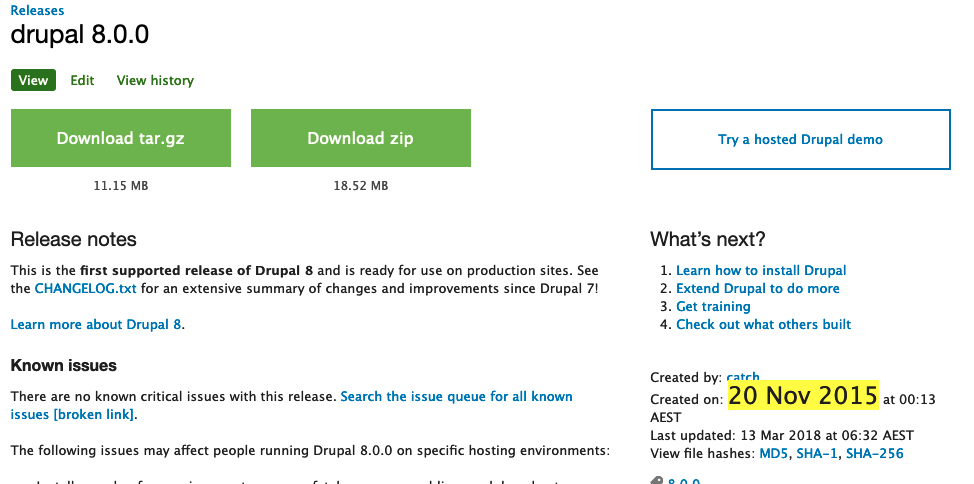 Releases
drupal 8.0.0
View Edit View history
Download tar.gz
Download zip
11.15 MB
18.52 MB
Try a hosted Drupal demo
Release notes
This is the first supported release of Drupal 8 and is ready for use on production sites. See
the CHANGELOG.txt for an extensive summary of changes and improvements since Drupal 7!
Learn more about Drupal 8.
Known issues
There are no known critical issues with this release. Search the issue queue for all known
issues [broken link].
The following issues may affect people running Drupal 8.0.0 on specific hosting environments:
What's next?
1. Learn how to install Drupal
2. Extend Drupal to do more
3. Get training
4. Check out what others built
Created by: catch
Created on: 20 Nov 2015 at 00:13
AEST
Last updated: 13 Mar 2018 at 06:32 AEST
View file hashes: MD5, SHA-1, SHA-256
8.0.0